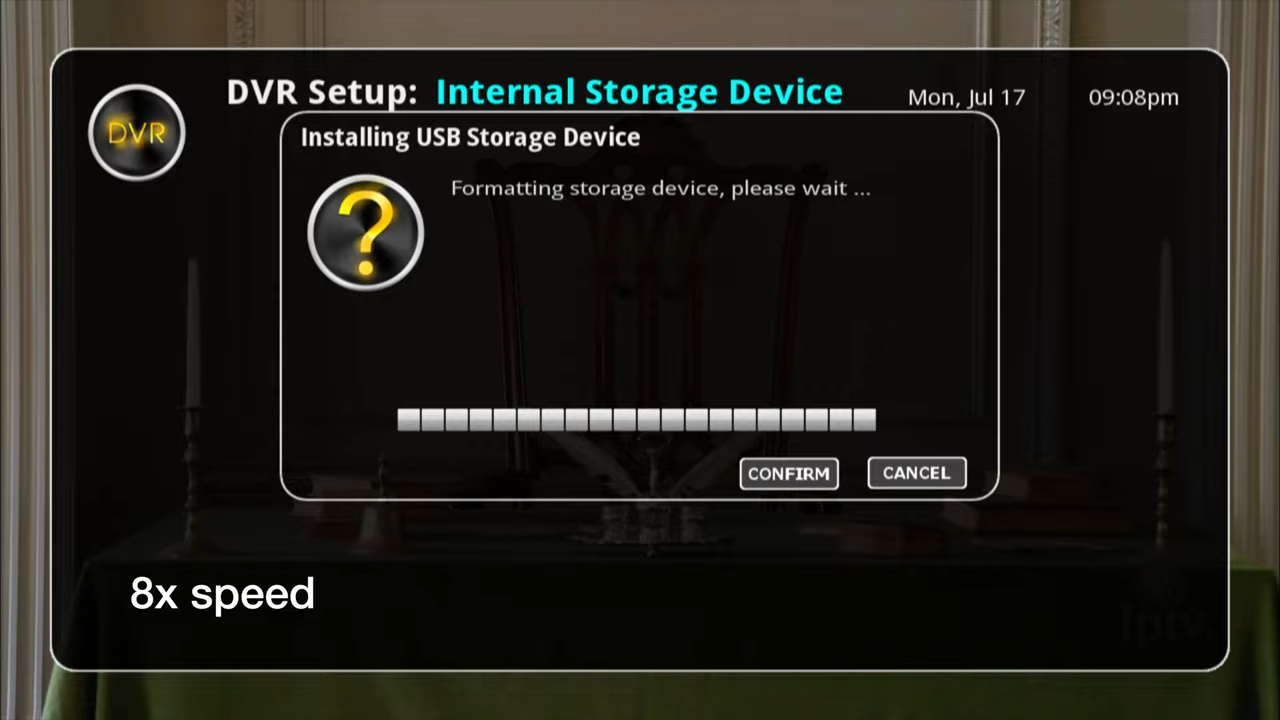 DVR Setup: Internal Storage Device
Mon, Jul 17
09:08pm
DVR
Installing USB Storage Device
Formatting storage device, please wait ...
?
CONFIRM
CANCEL
8x speed
iptv